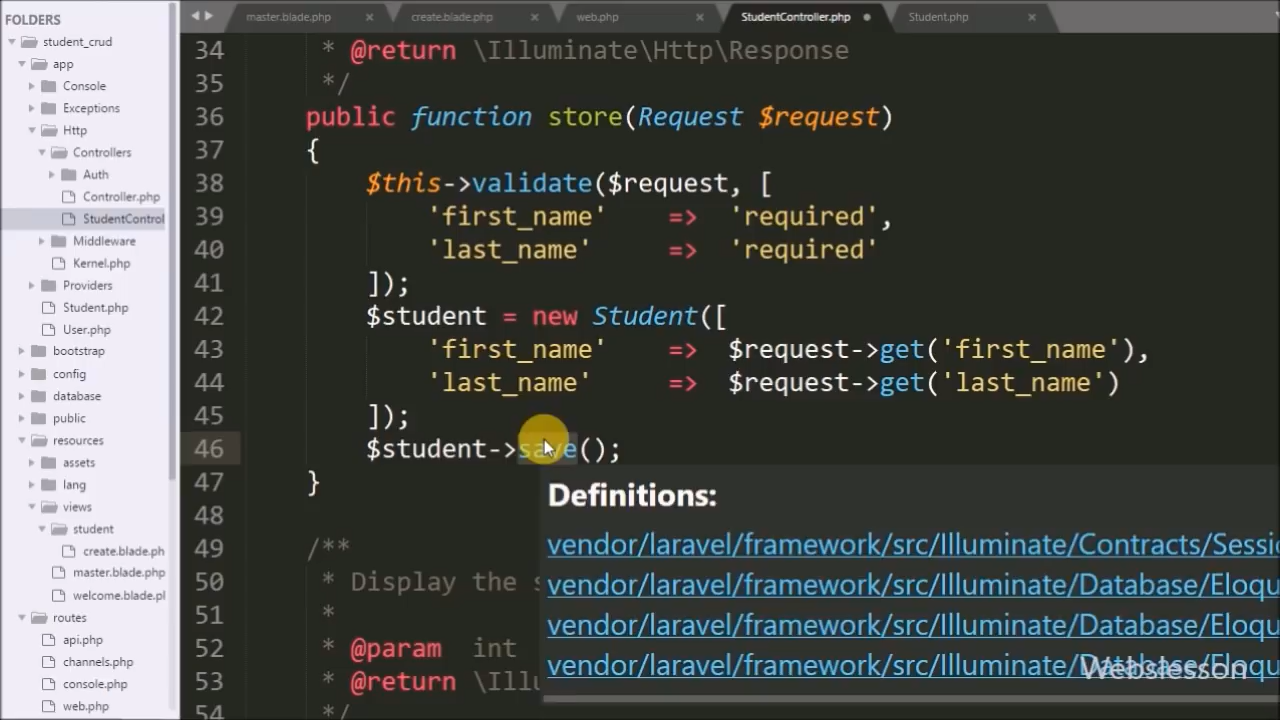 FOLDERS
student_crud
app
Console
Exceptions
Http
Controllers
Auth
Controller.php
StudentControl
Middleware
Kernel.php
Providers
Student.php
User.php
bootstrap
config
database
public
resources
assets
lang
views
student
create.blade.ph
master.blade.php
welcome.blade.pl
routes
api.php
channels.php
console.php
web.php
master.blade.php × create.blade.php × web.php × StudentController.php Student.php ×
34 * @return \Illuminate\Http\Response
35 */
36 public function store(Request $request)
37 {
38 $this->validate($request, [
39 'first_name' => 'required',
40 'last_name' => 'required'
41 ]);
42 $student = new Student([
43 'first_name' => $request->get('first_name'),
44 'last_name' => $request->get('last_name')
45 ]);
46 $student->save();
47 }
48
49 /**
50 * Display the s
51 *
52 * @param int
53 * @return \Illu
54 */
Definitions:
vendor/laravel/framework/src/Illuminate/Contracts/Sessi
vendor/laravel/framework/src/Illuminate/Database/Eloqu
vendor/laravel/framework/src/Illuminate/Database/Eloqu
vendor/laravel/framework/src/Illuminate/Database/Eloqu
Webslesson